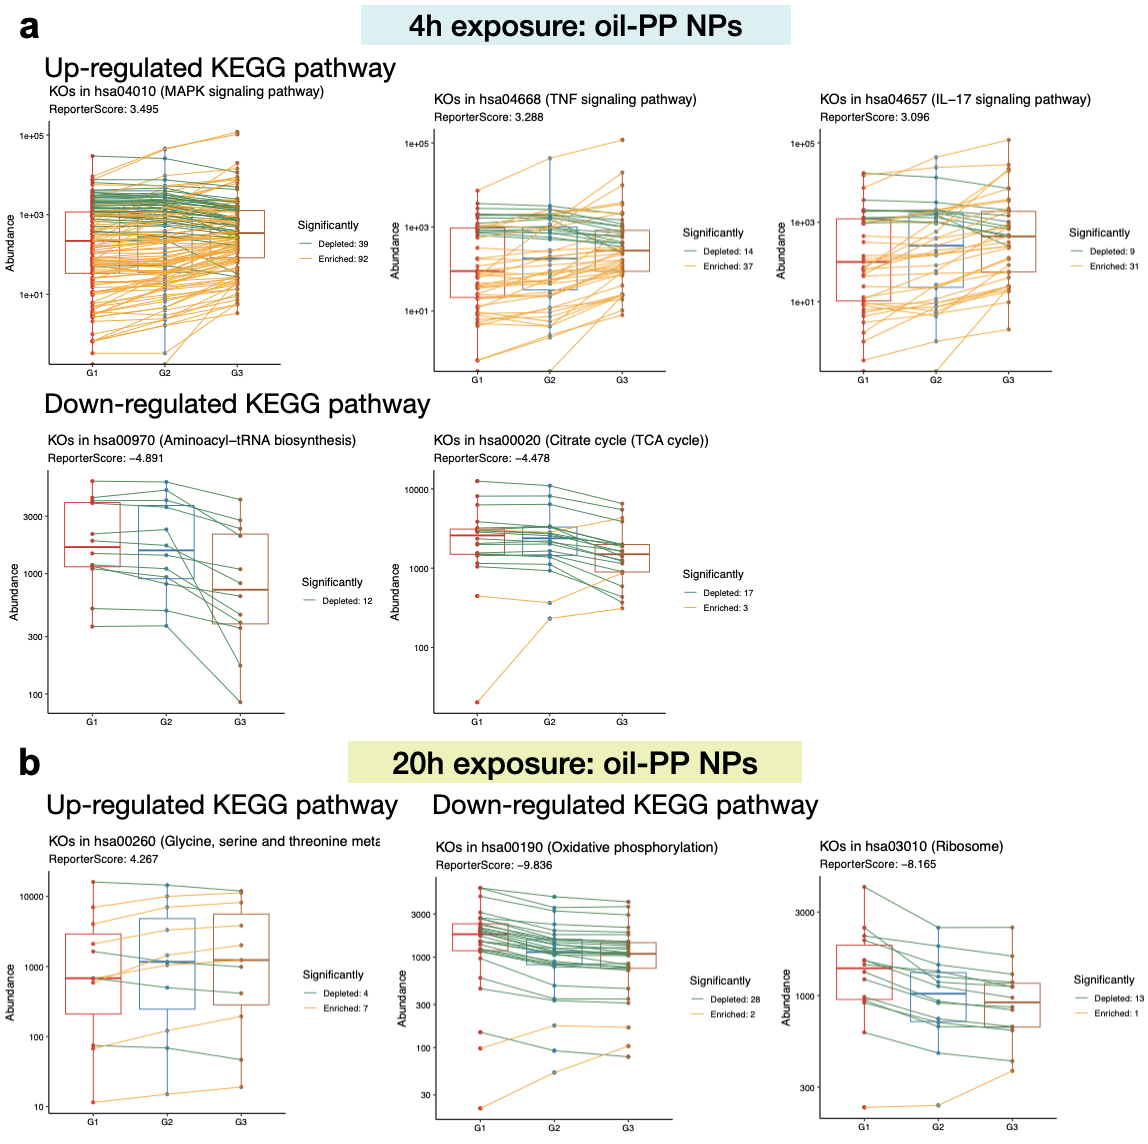 a
4h exposure: oil-PP NPs
Up-regulated KEGG pathway
KOs in hsa04010 (MAPK signaling pathway)
ReporterScore: 3.495
Abundance
1e+05
1e+03
1e+01
G1 G2 G3
Significantly
Depleted: 39
Enriched: 92
KOs in hsa04668 (TNF signaling pathway)
ReporterScore: 3.288
Abundance
1e+05
1e+03
1e+01
G1 G2 G3
Significantly
Depleted: 14
Enriched: 37
KOs in hsa04657 (IL−17 signaling pathway)
ReporterScore: 3.096
Abundance
1e+05
1e+03
1e+01
G1 G2 G3
Significantly
Depleted: 9
Enriched: 31
Down-regulated KEGG pathway
KOs in hsa00970 (Aminoacyl−tRNA biosynthesis)
ReporterScore: −4.891
Abundance
3000
1000
300
100
G1 G2 G3
Significantly
Depleted: 12
KOs in hsa00020 (Citrate cycle (TCA cycle))
ReporterScore: −4.478
Abundance
10000
1000
100
G1 G2 G3
Significantly
Depleted: 17
Enriched: 3
b
20h exposure: oil-PP NPs
Up-regulated KEGG pathway
KOs in hsa00260 (Glycine, serine and threonine meta
ReporterScore: 4.267
Abundance
10000
1000
100
10
G1 G2 G3
Significantly
Depleted: 4
Enriched: 7
Down-regulated KEGG pathway
KOs in hsa00190 (Oxidative phosphorylation)
ReporterScore: −9.836
Abundance
3000
1000
300
100
30
G1 G2 G3
Significantly
Depleted: 28
Enriched: 2
KOs in hsa03010 (Ribosome)
ReporterScore: −8.165
Abundance
3000
1000
300
G1 G2 G3
Significantly
Depleted: 13
Enriched: 1